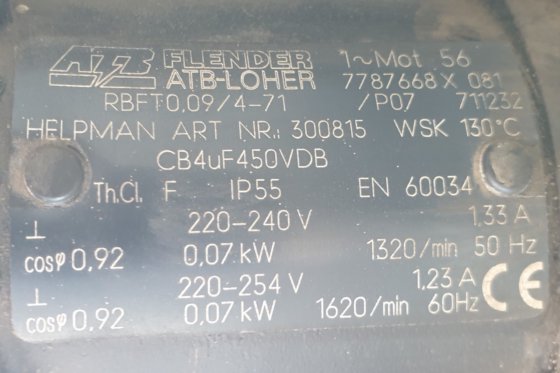 ATB FLENDER 1~Mot 56
ATB-LOHER 7787668X 081
RBFT0,09/4-71 /P07 711232
HELPMAN ART NR.: 300815 WSK 130°C
CB4uF450VDB
Th.Cl. F IP55 EN 60034
⊥ 220-240 V 1,33 A
cosφ 0,92 0,07 kW 1320/min 50 Hz
⊥ 220-254 V 1,23 A
cosφ 0,92 0,07 kW 1620/min 60Hz CE